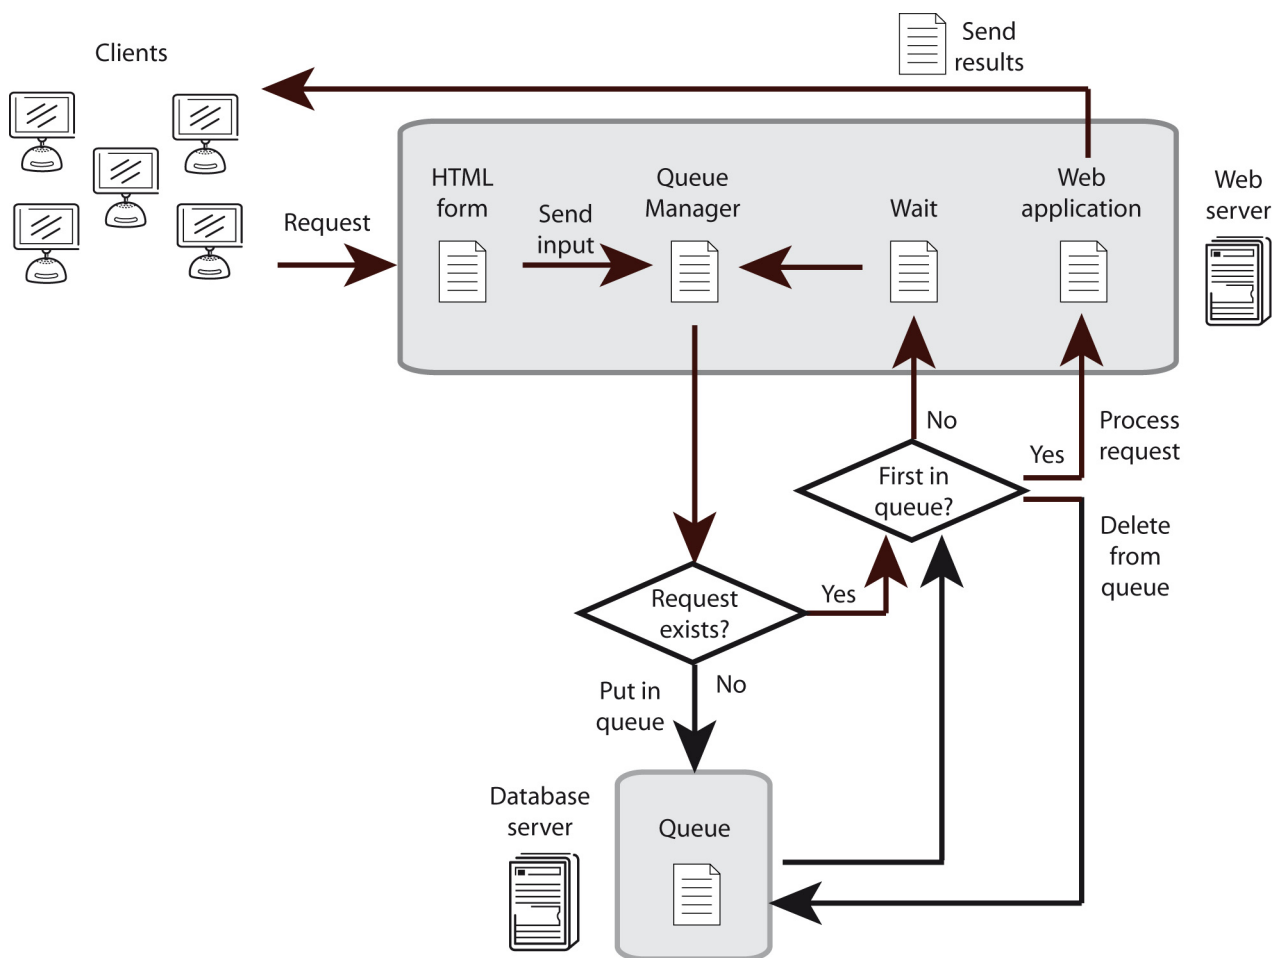 Send
results
Clients
HTML
form
Queue
Manager
Wait
Web
application
Web
server
Request
Send
input
No
Yes
Process
request
First in
queue?
Delete
from
queue
Request
exists?
Yes
Put in
queue
No
Database
server
Queue